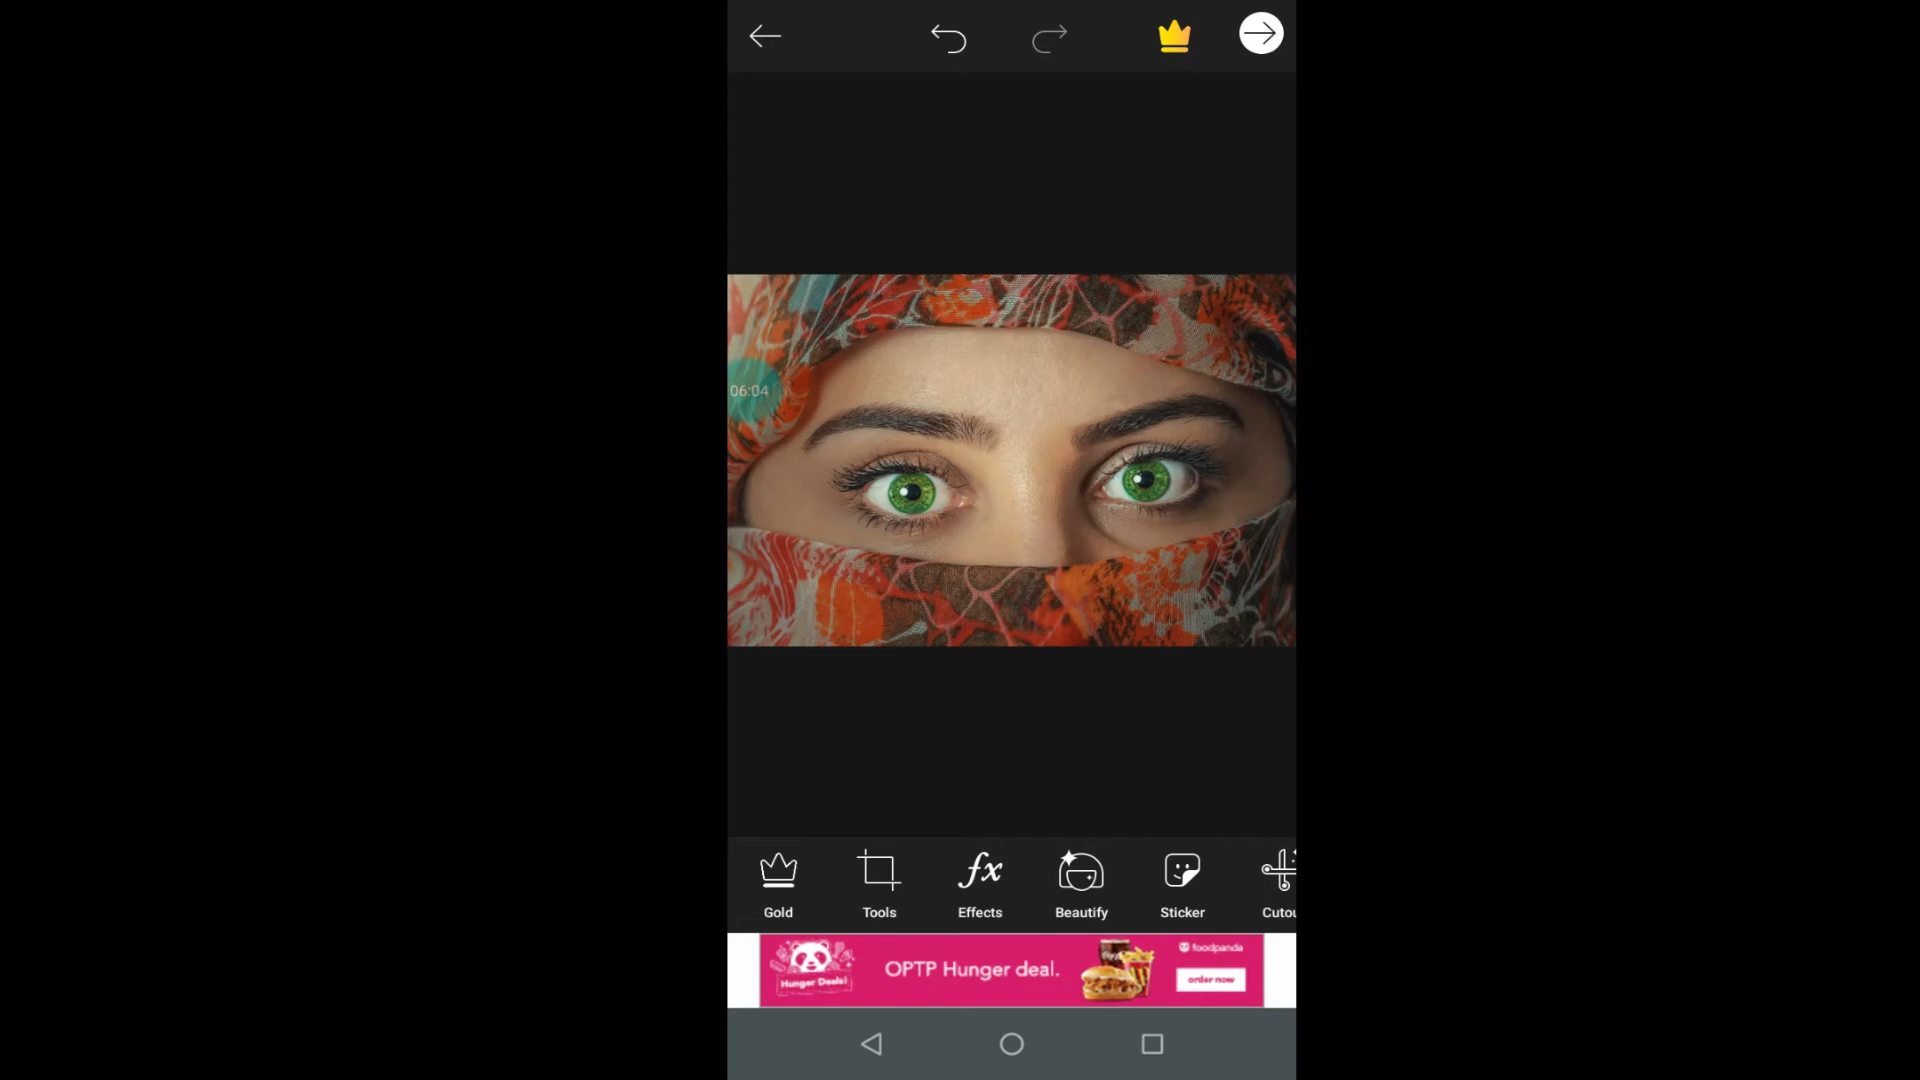 06:04
Gold Tools Effects Beautify Sticker Cutou
Hunger Deals!
OPTP Hunger deal.
foodpanda
order now